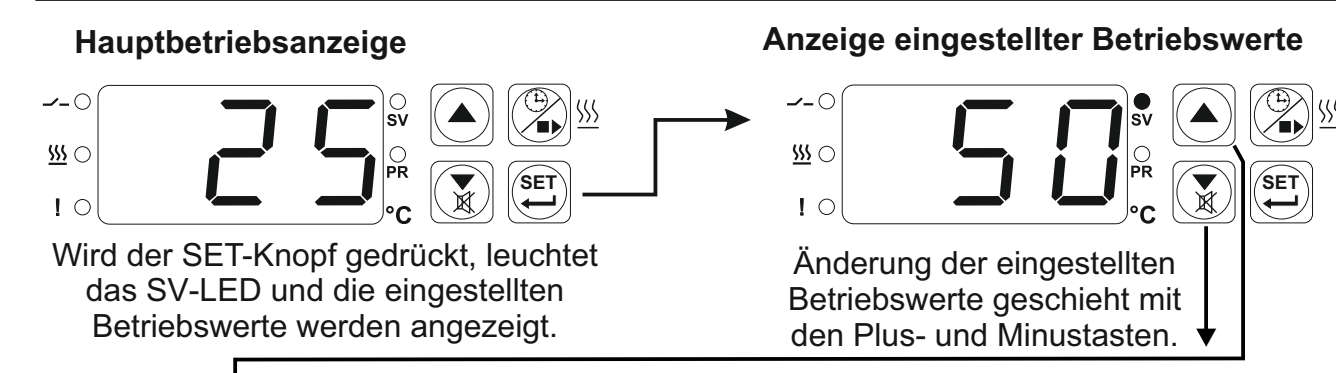 Hauptbetriebsanzeige
25
SV
PR
°C
!
SET
Wird der SET-Knopf gedrückt, leuchtet
das SV-LED und die eingestellten
Betriebswerte werden angezeigt.
Anzeige eingestellter Betriebswerte
50
SV
PR
°C
!
SET
Änderung der eingestellten
Betriebswerte geschieht mit
den Plus- und Minustasten.